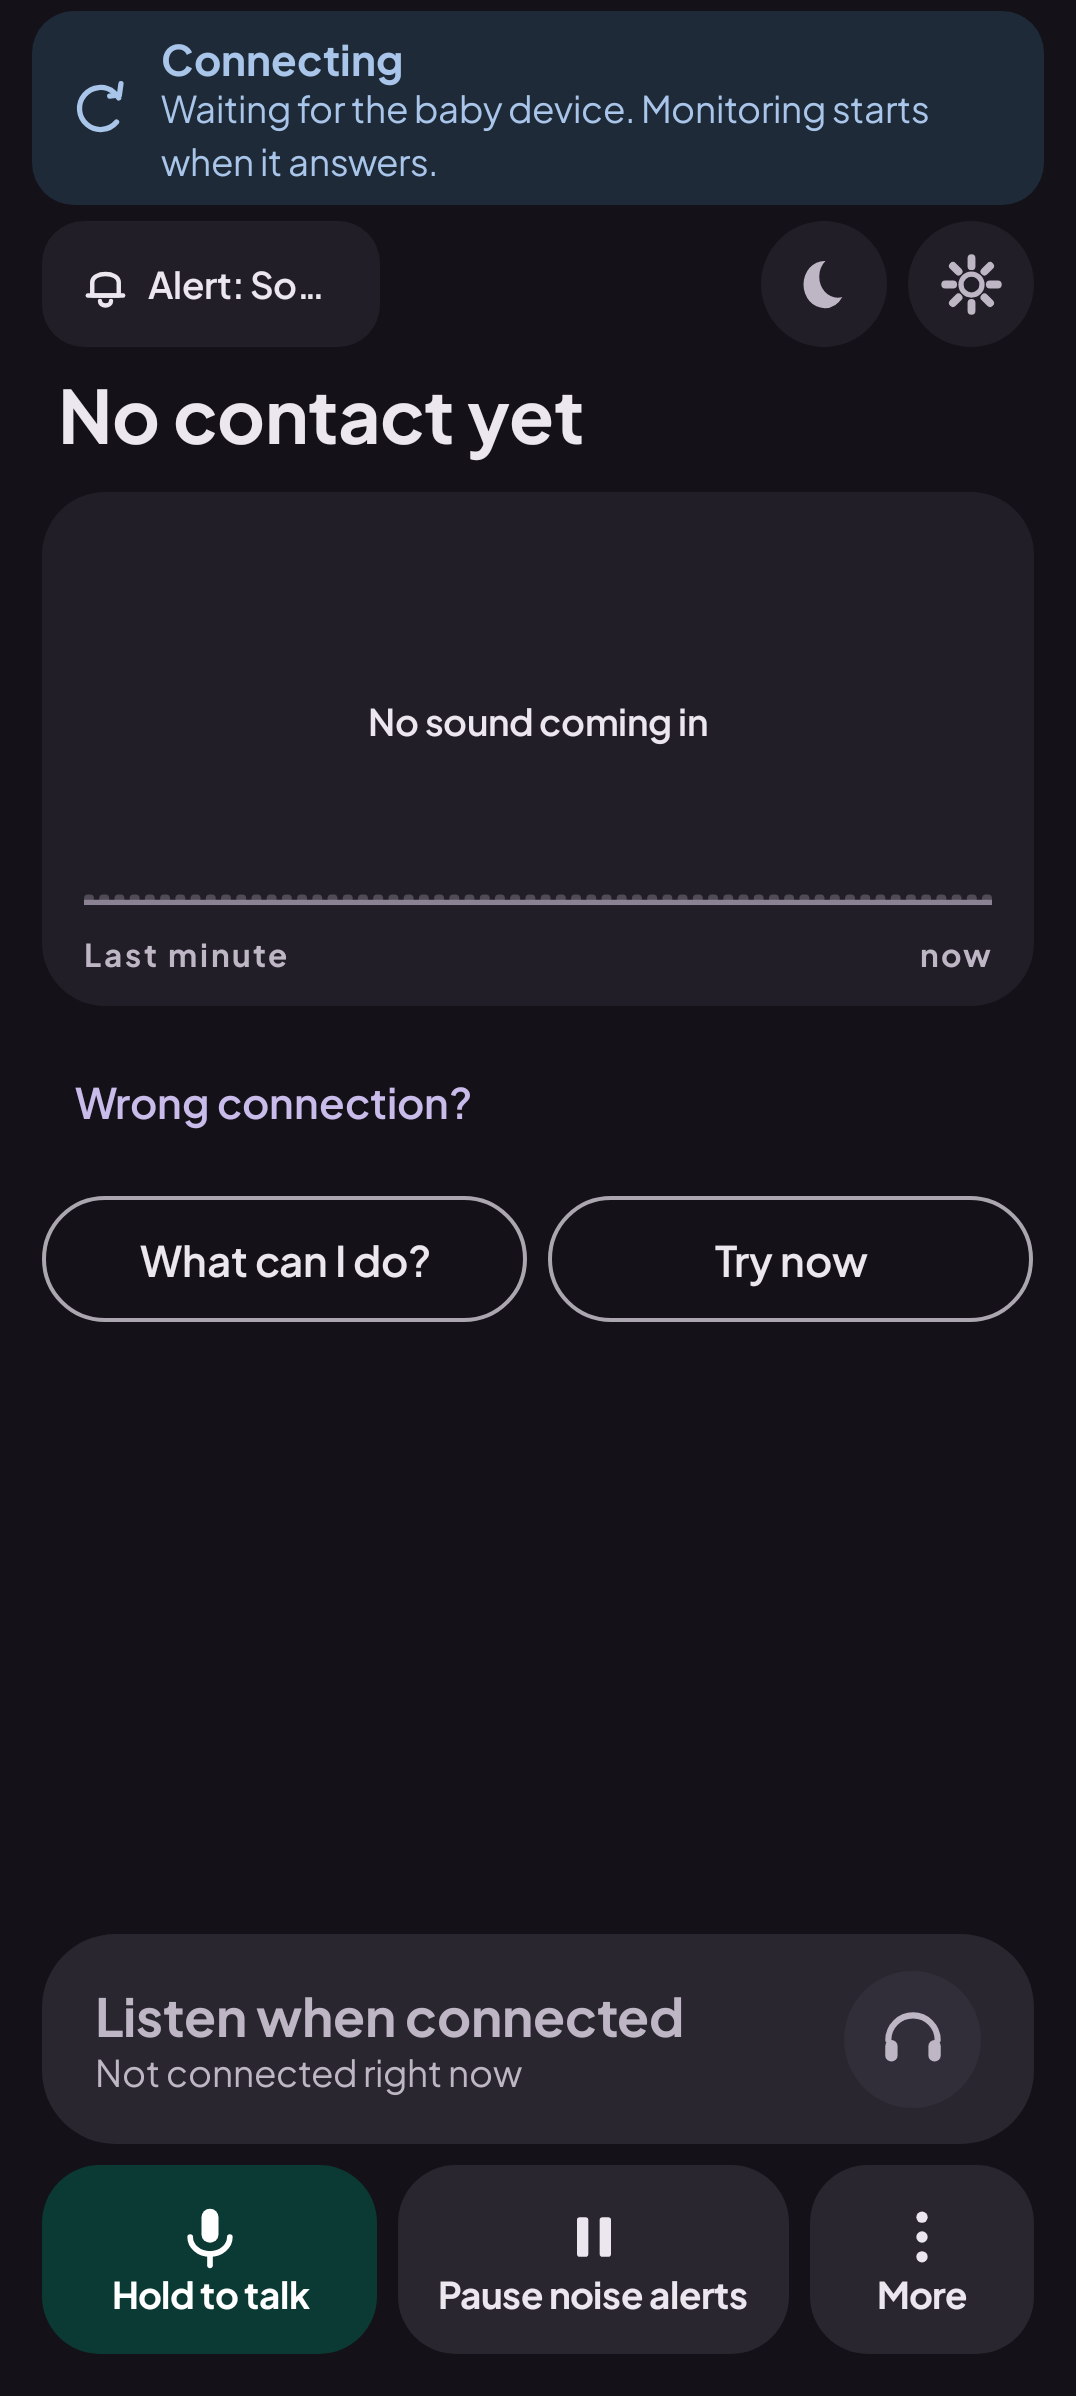 Connecting
Waiting for the baby device. Monitoring starts
when it answers.
Alert: So...
No contact yet
No sound coming in
Last minute
now
Wrong connection?
What can I do?
Try now
Listen when connected
Not connected right now
Hold to talk
Pause noise alerts
More